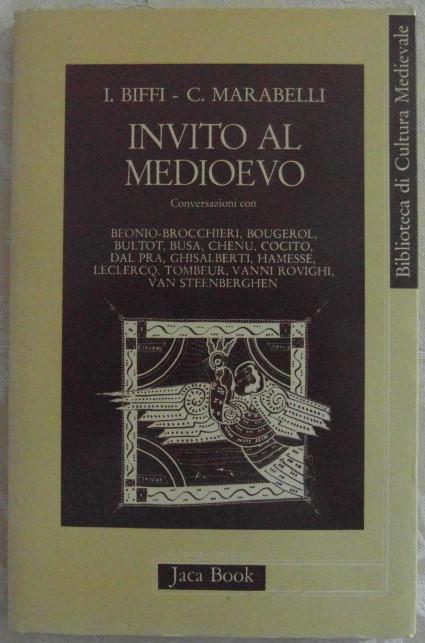 I. BIFFI - C. MARABELLI
INVITO AL
MEDIOEVO
Conversazioni con
BEONIO-BROCCHIERI, BOUGEROL,
BULTOT, BUSA, CHENU, COCITO,
DAL PRA, GHISALBERTI, HAMESSE,
LECLERCQ, TOMBEUR, VANNI ROVIGHI,
VAN STEENBERGHEN
Jaca Book
Biblioteca di Cultura Medievale